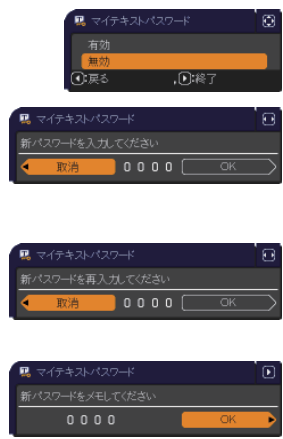 マイテキストパスワード
有効
無効
:戻る ,:終了
マイテキストパスワード
新パスワードを入力してください
取消 0 0 0 0 OK
マイテキストパスワード
新パスワードを再入力してください
取消 0 0 0 0 OK
マイテキストパスワード
新パスワードをメモしてください
0 0 0 0 OK